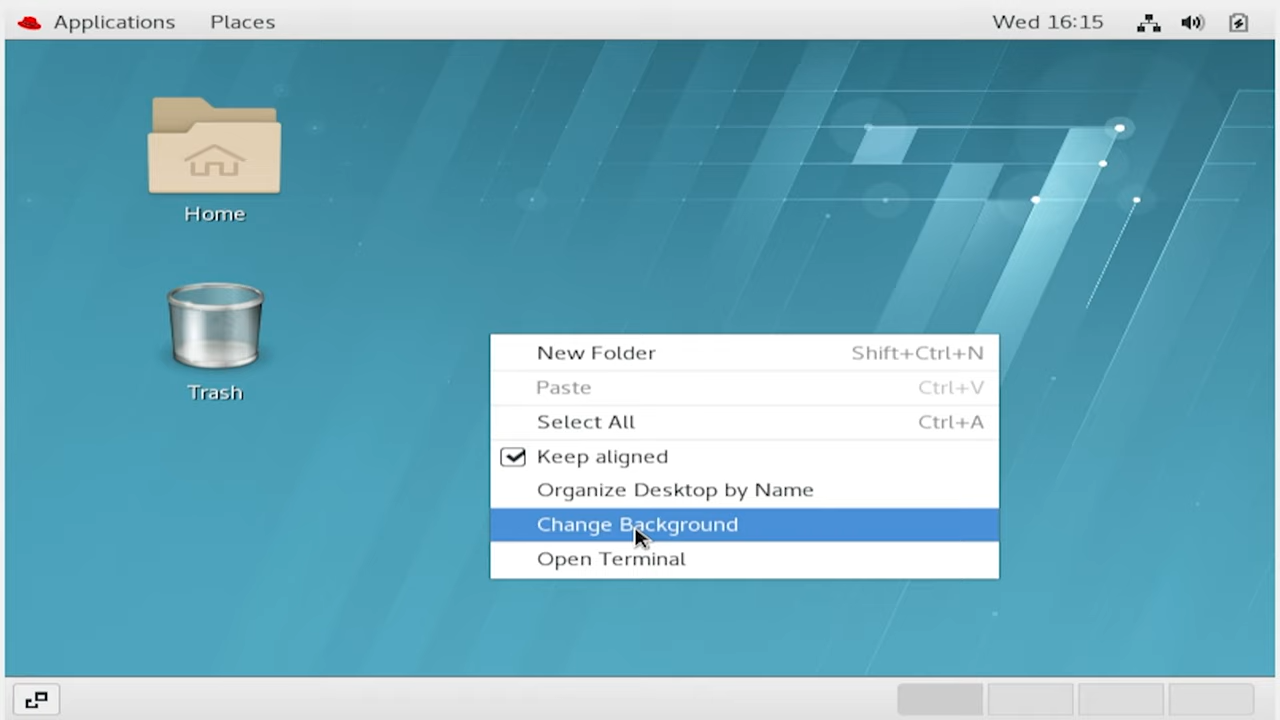 Applications Places Wed 16:15
Home
Trash
New Folder Shift+Ctrl+N
Paste Ctrl+V
Select All Ctrl+A
Keep aligned
Organize Desktop by Name
Change Background
Open Terminal